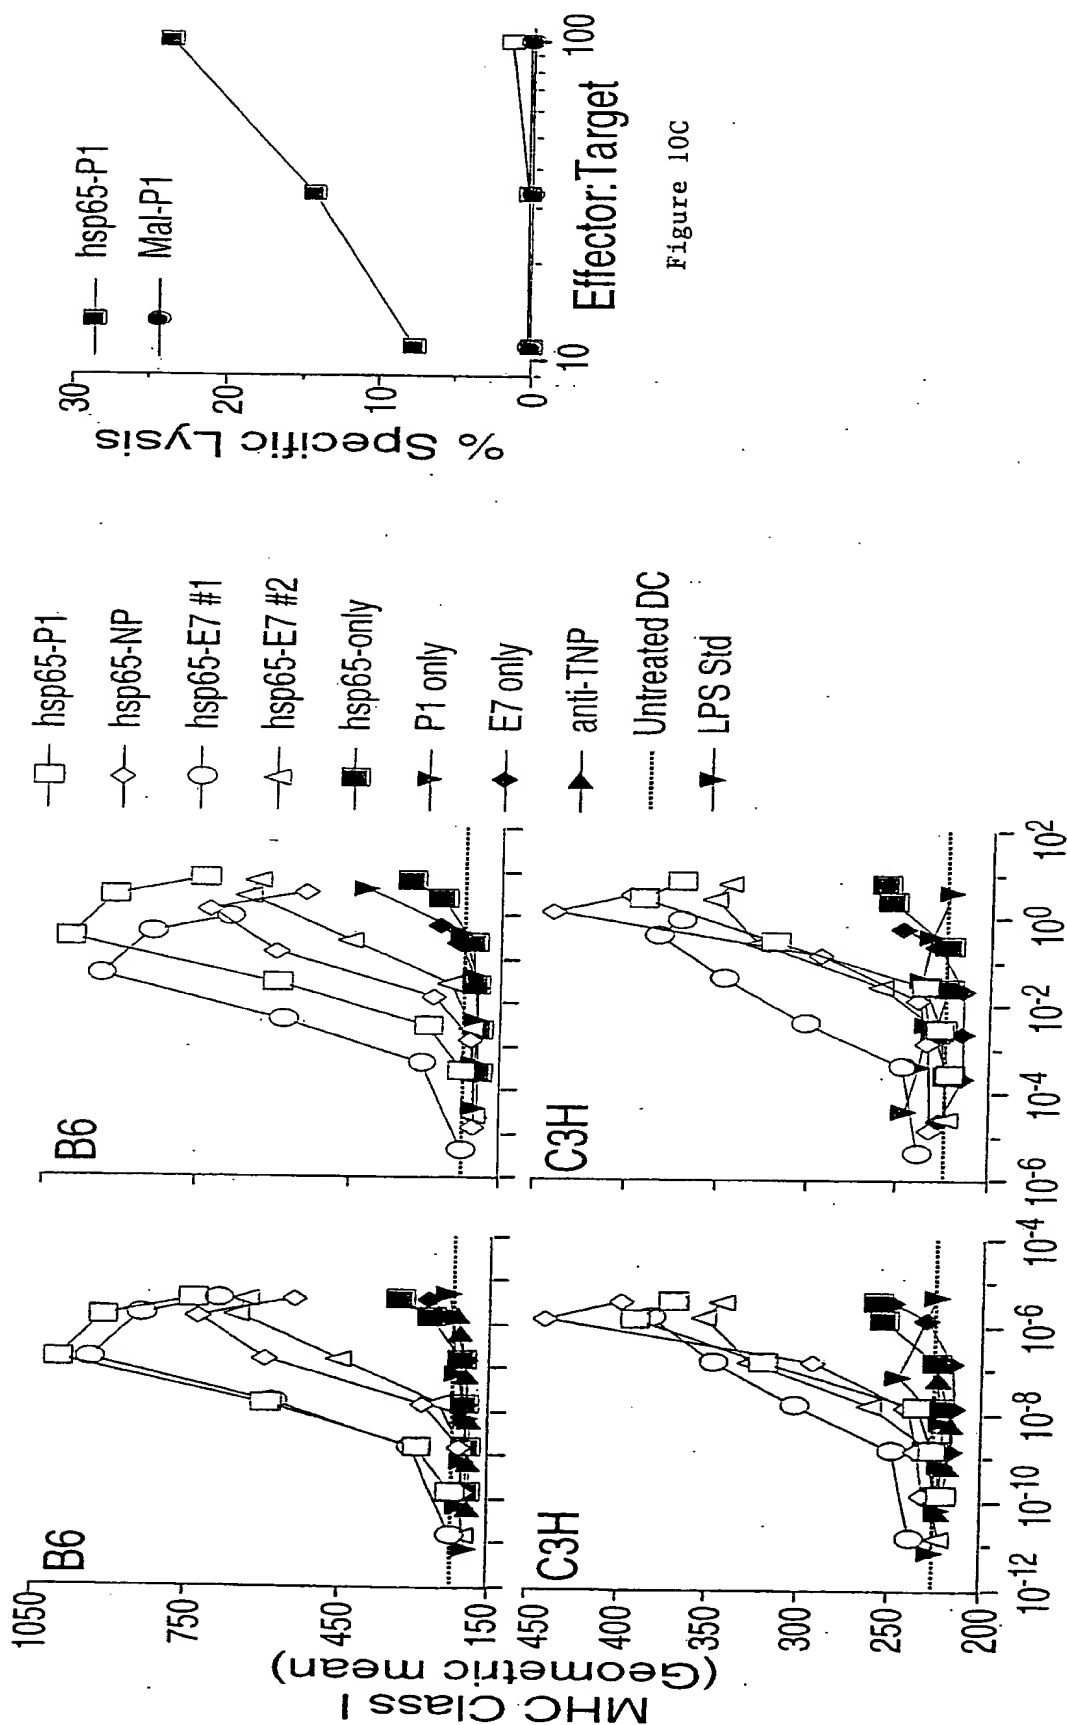 MHC Class I
(Geometric mean)
1050
750
450
150
B6
B6
450
400
350
300
250
200
C3H
C3H
10-12
10-10
10-8
10-6
10-4
10-6
10-4
10-2
100
102
hsp65-P1
hsp65-NP
hsp65-E7 #1
hsp65-E7 #2
hsp65-only
P1 only
E7 only
anti-TNP
Untreated DC
LPS Std
% Specific Lysis
30
20
10
0
hsp65-P1
Mal-P1
10
100
Effector:Target
Figure 10C